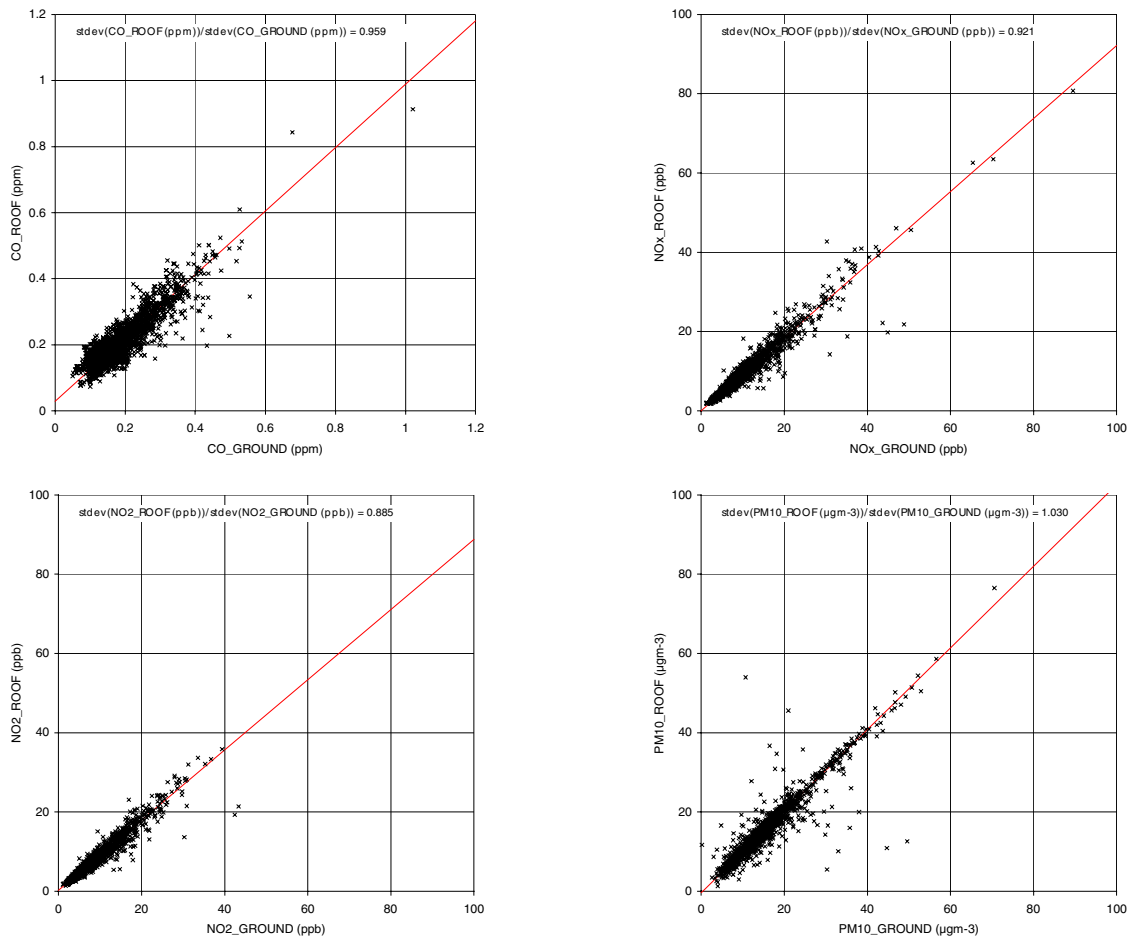 stdev(CO_ROOF(ppm))/stdev(CO_GROUND(ppm)) = 0.959
1.2
1
0.8
0.6
0.4
0.2
0
CO_ROOF (ppm)
0 0.2 0.4 0.6 0.8 1 1.2
CO_GROUND (ppm)
stdev(NOx_ROOF(ppb))/stdev(NOx_GROUND(ppb)) = 0.921
100
80
60
40
20
0
NOx_ROOF (ppb)
0 20 40 60 80 100
NOx_GROUND (ppb)
stdev(NO2_ROOF(ppb))/stdev(NO2_GROUND(ppb)) = 0.885
100
80
60
40
20
0
NO2_ROOF (ppb)
0 20 40 60 80 100
NO2_GROUND (ppb)
stdev(PM10_ROOF(µgm-3))/stdev(PM10_GROUND(µgm-3)) = 1.030
100
80
60
40
20
0
PM10_ROOF (µgm-3)
0 20 40 60 80 100
PM10_GROUND (µgm-3)